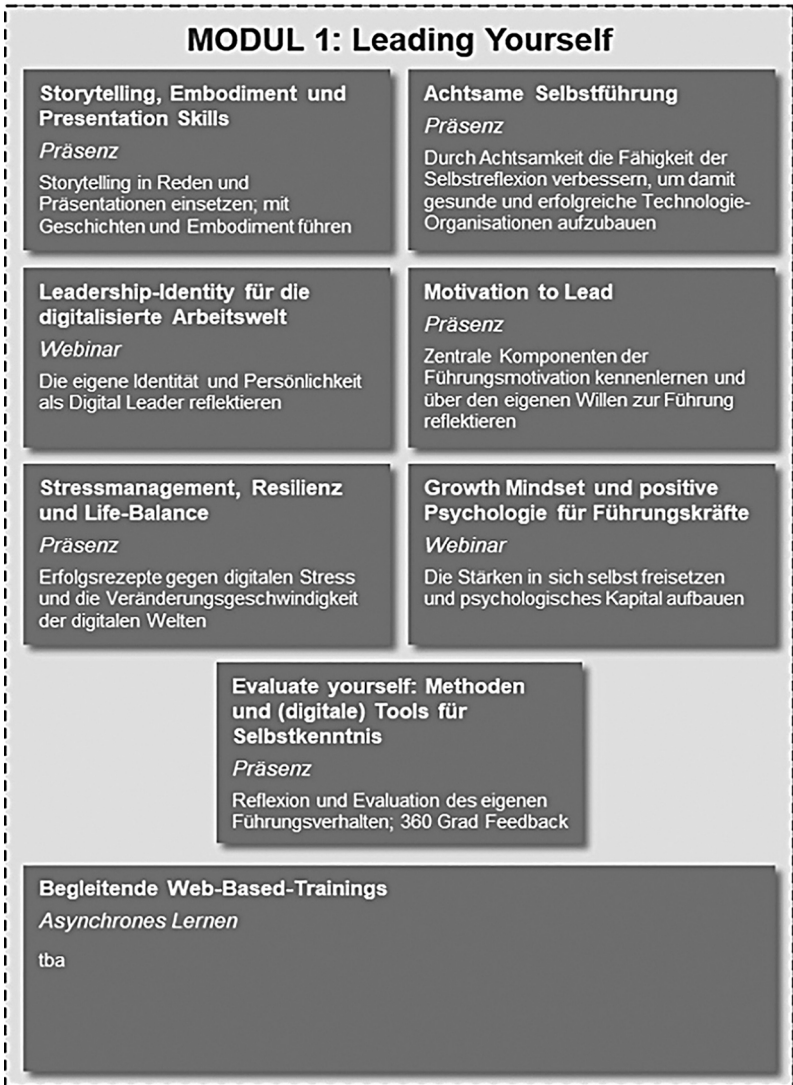 MODUL 1: Leading Yourself
Storytelling, Embodiment und
Presentation Skills
Präsenz
Storytelling in Reden und
Präsentationen einsetzen; mit
Geschichten und Embodiment führen
Achtsame Selbstführung
Präsenz
Durch Achtsamkeit die Fähigkeit der
Selbstreflexion verbessern, um damit
gesunde und erfolgreiche Technologie-
Organisationen aufzubauen
Leadership-Identity für die
digitalisierte Arbeitswelt
Webinar
Die eigene Identität und Persönlichkeit
als Digital Leader reflektieren
Motivation to Lead
Präsenz
Zentrale Komponenten der
Führungsmotivation kennenlernen und
über den eigenen Willen zur Führung
reflektieren
Stressmanagement, Resilienz
und Life-Balance
Präsenz
Erfolgsrezepte gegen digitalen Stress
und die Veränderungsgeschwindigkeit
der digitalen Welten
Growth Mindset und positive
Psychologie für Führungskräfte
Webinar
Die Stärken in sich selbst freisetzen
und psychologisches Kapital aufbauen
Evaluate yourself: Methoden
und (digitale) Tools für
Selbstkenntnis
Präsenz
Reflexion und Evaluation des eigenen
Führungsverhalten; 360 Grad Feedback
Begleitende Web-Based-Trainings
Asynchrones Lernen
tba